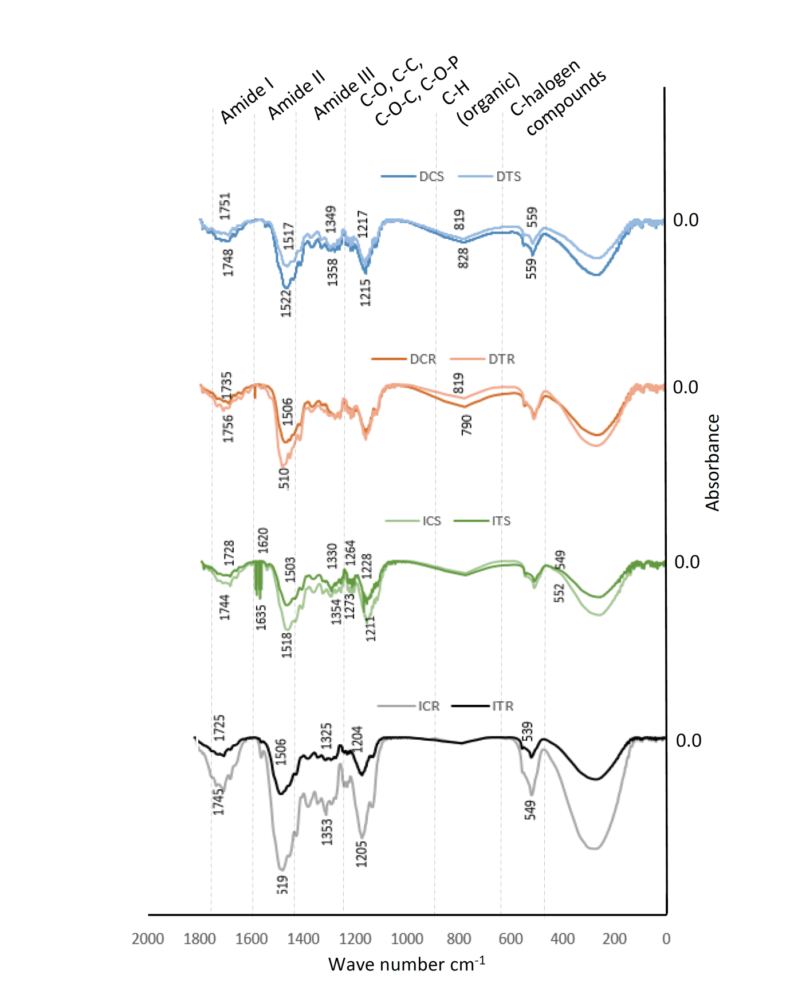 Amide I
Amide II
Amide III
C-O, C-C,
C-O-C, C-O-P
C-H
(organic)
C-halogen
compounds
DCS
DTS
1751
1748
1517
1522
1349
1358
1217
1215
819
828
559
559
0.0
DCR
DTR
1735
1756
1506
510
819
790
0.0
Absorbance
ICS
ITS
1728
1744
1620
1635
1503
1518
1330
1354
1264
1273
1228
1211
549
552
0.0
ICR
ITR
1725
1745
1506
519
1325
1353
1204
1205
539
549
0.0
2000 1800 1600 1400 1200 1000 800 600 400 200 0
Wave number cm-1